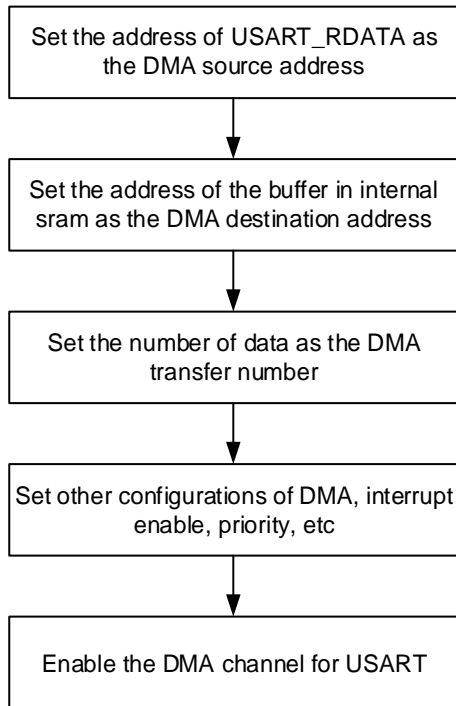 Set the address of USART_RDATA as
the DMA source address
Set the address of the buffer in internal
sram as the DMA destination address
Set the number of data as the DMA
transfer number
Set other configurations of DMA, interrupt
enable, priority, etc
Enable the DMA channel for USART